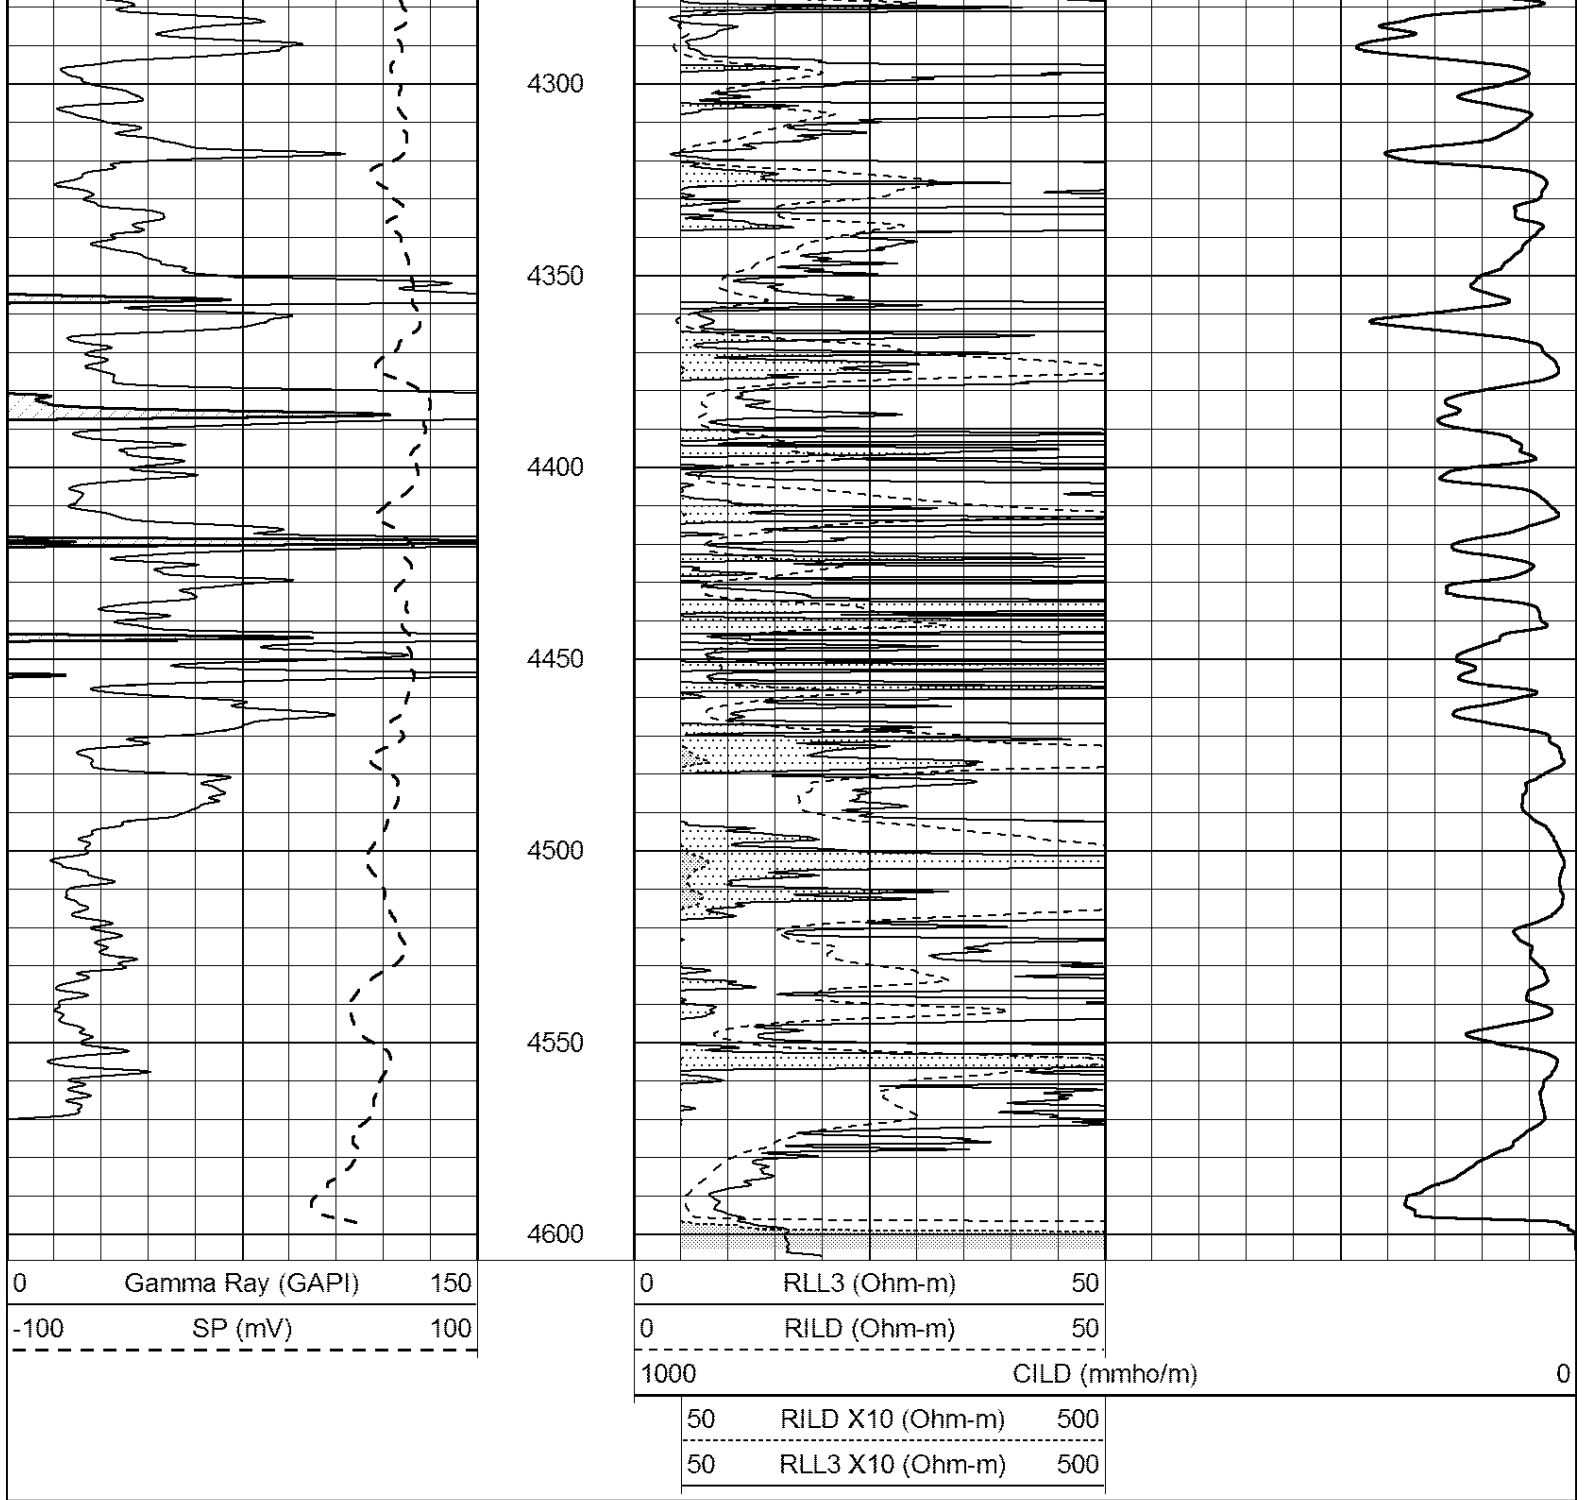 4300
4350
4400
4450
4500
4550
4600
0 Gamma Ray (GAPI) 150
-100 SP (mV) 100
0 RLL3 (Ohm-m) 50
0 RILD (Ohm-m) 50
1000 CILD (mmho/m) 0
50 RILD X10 (Ohm-m) 500
50 RLL3 X10 (Ohm-m) 500